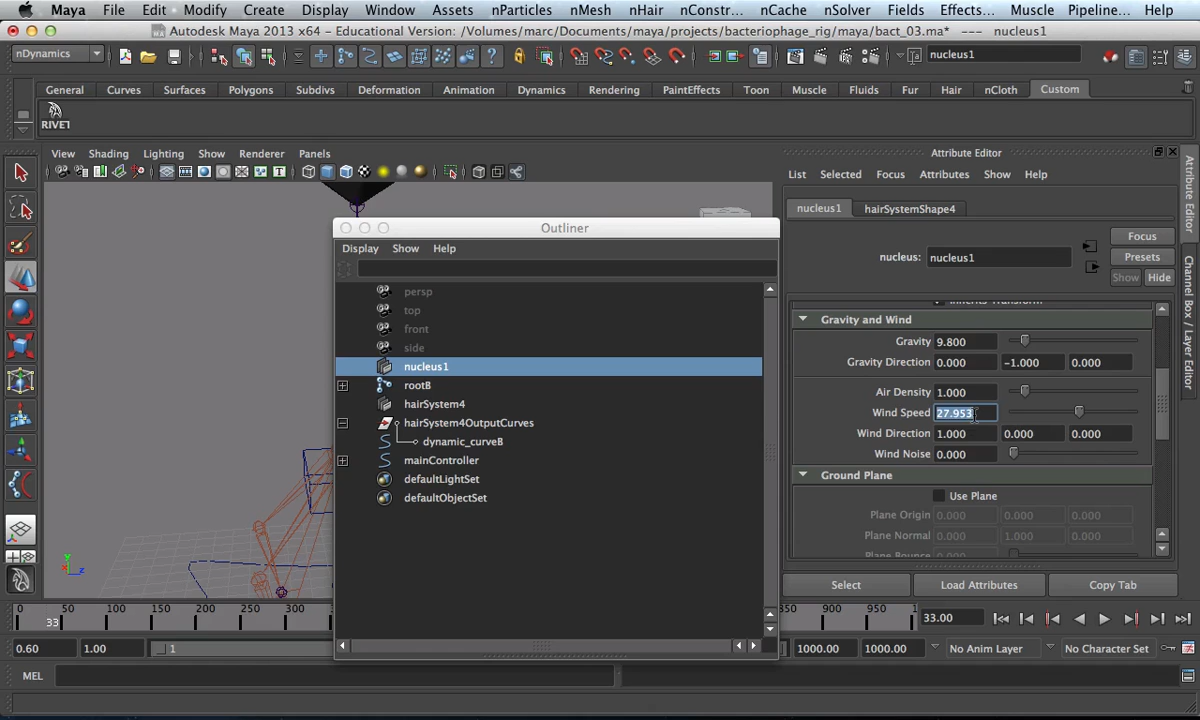 Maya File Edit Modify Create Display Window Assets nParticles nMesh nHair nConstr... nCache nSolver Fields Effects... Muscle Pipeline... Help
Autodesk Maya 2013 x64 - Educational Version: /Volumes/marc/Documents/maya/projects/bacteriophage_rig/maya/bact_03.ma* --- nucleus1
nDynamics
nucleus1
General Curves Surfaces Polygons Subdivs Deformation Animation Dynamics Rendering PaintEffects Toon Muscle Fluids Fur Hair nCloth Custom
View Shading Lighting Show Renderer Panels
Outliner
Display Show Help
persp
top
front
side
nucleus1
rootB
hairSystem4
hairSystem4OutputCurves
dynamic_curveB
mainController
defaultLightSet
defaultObjectSet
Attribute Editor
List Selected Focus Attributes Show Help
nucleus1 hairSystemShape4
Focus
nucleus: nucleus1 Presets
Show Hide
Inherits Transform
Gravity and Wind
Gravity 9.800
Gravity Direction 0.000 -1.000 0.000
Air Density 1.000
Wind Speed 27.953
Wind Direction 1.000 0.000 0.000
Wind Noise 0.000
Ground Plane
Use Plane
Plane Origin 0.000 0.000 0.000
Plane Normal 0.000 1.000 0.000
Plane Bounce 0.000
Select Load Attributes Copy Tab
Attribute Editor
Channel Box / Layer Editor
y
z
0 50 100 150 200 250 300 850 900 950 1
33
33.00
0.60 1.00 1 1000.00 1000.00 No Anim Layer No Character Set
MEL